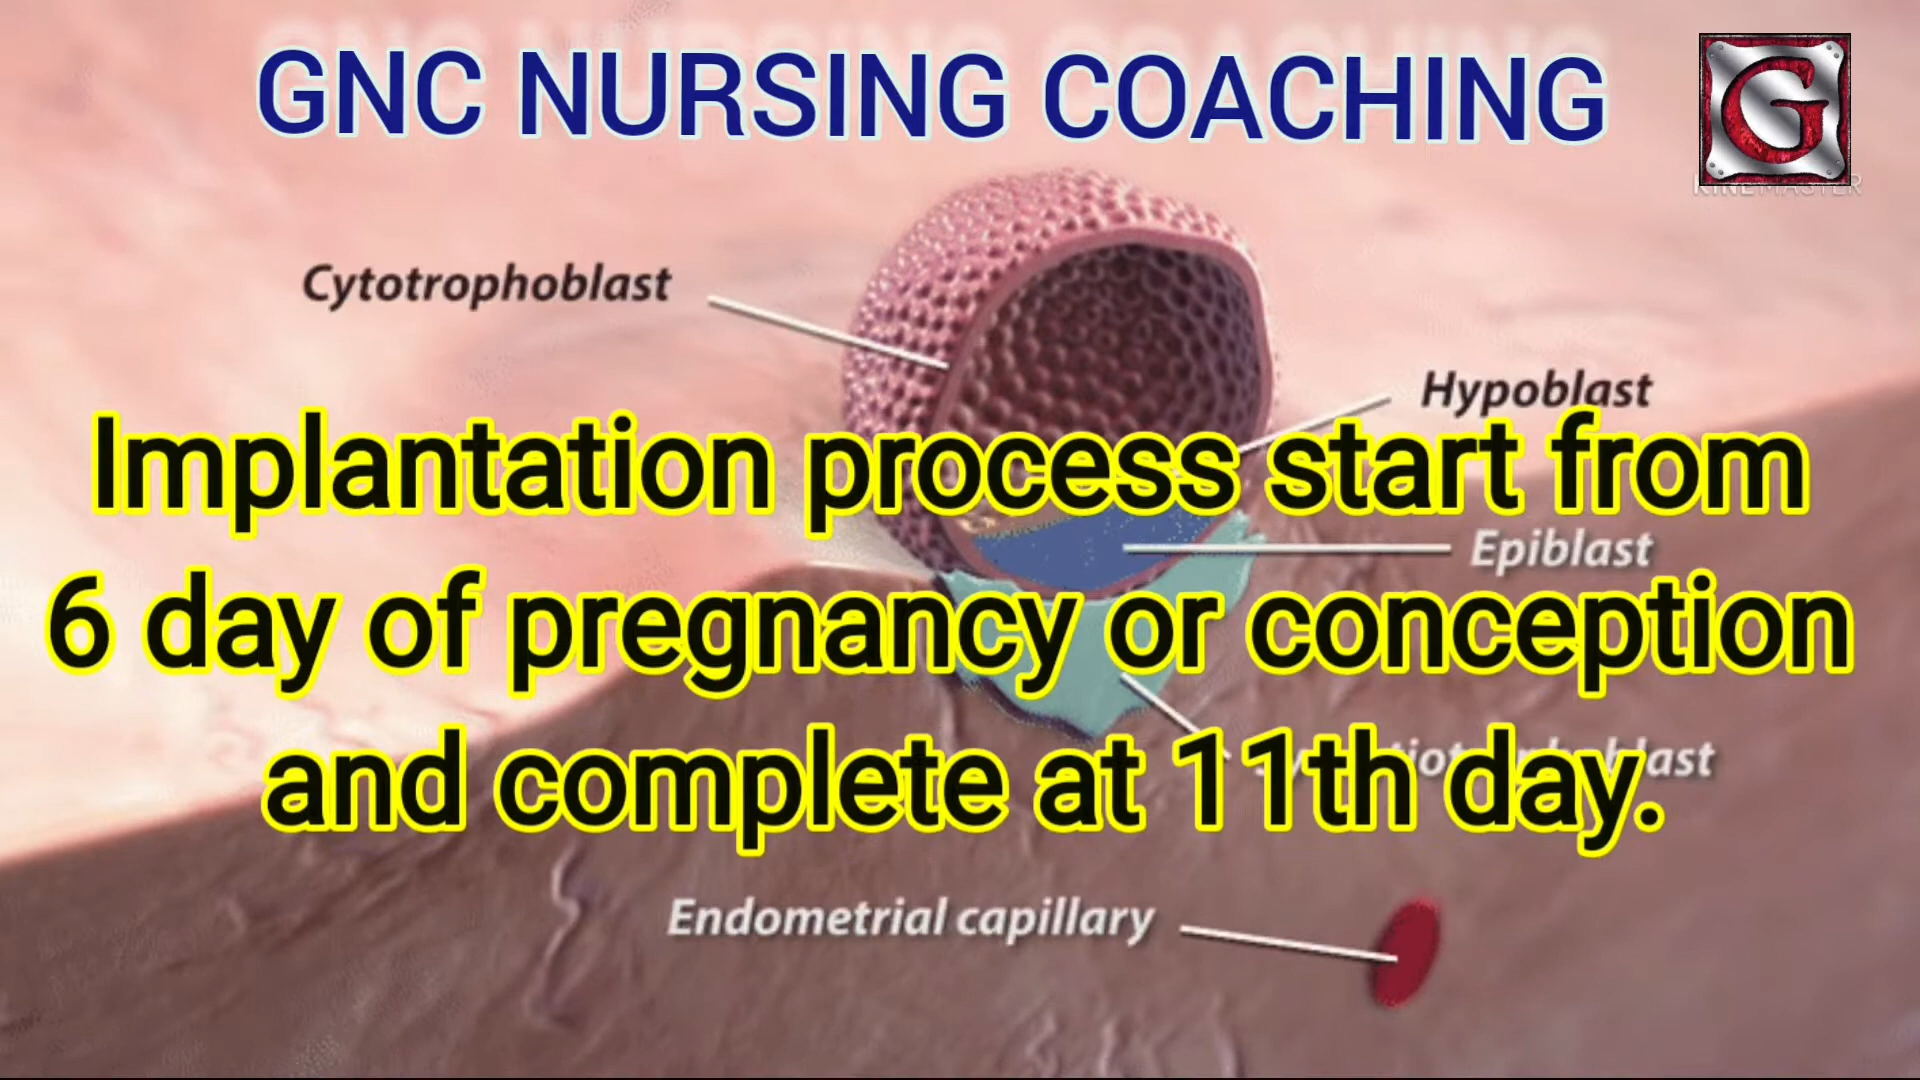 GNC NURSING COACHING
G
KINEMASTER
Cytotrophoblast
Hypoblast
Implantation process start from
Epiblast
6 day of pregnancy or conception
and complete at 11th day.
Endometrial capillary